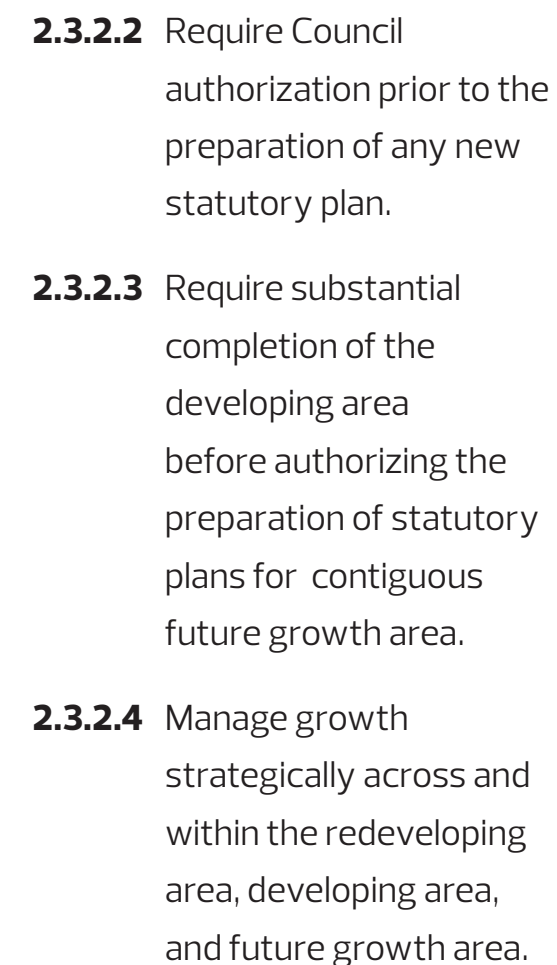 2.3.2.2 Require Council
authorization prior to the
preparation of any new
statutory plan.
2.3.2.3 Require substantial
completion of the
developing area
before authorizing the
preparation of statutory
plans for contiguous
future growth area.
2.3.2.4 Manage growth
strategically across and
within the redeveloping
area, developing area,
and future growth area.